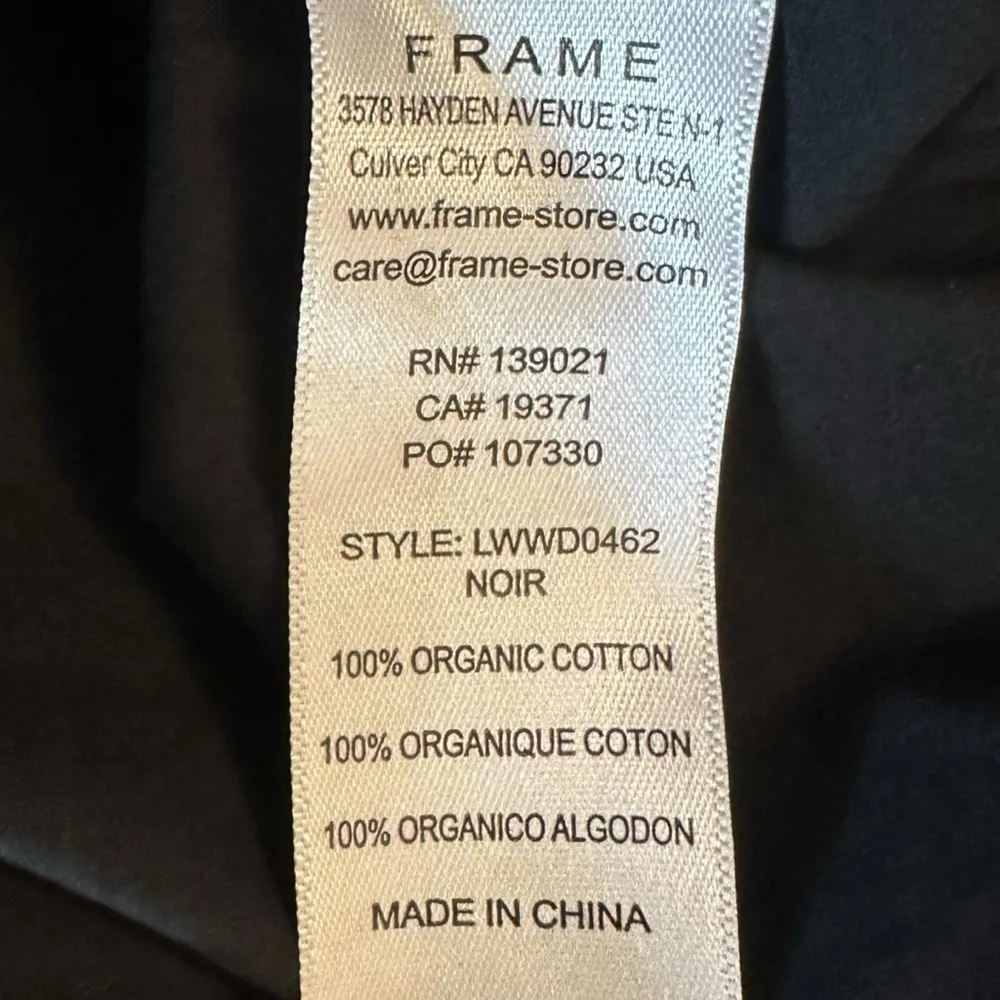 FRAME
3578 HAYDEN AVENUE STE N-1
Culver City CA 90232 USA
www.frame-store.com
care@frame-store.com
RN# 139021
CA# 19371
PO# 107330
STYLE: LWWD0462
NOIR
100% ORGANIC COTTON
100% ORGANIQUE COTON
100% ORGANICO ALGODON
MADE IN CHINA